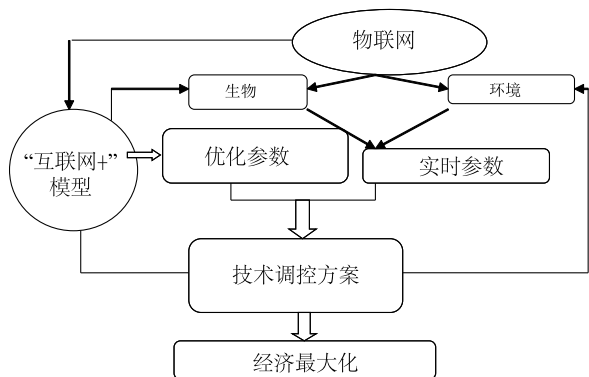 物联网
生物
环境
“互联网+”
模型
优化参数
实时参数
技术调控方案
经济最大化